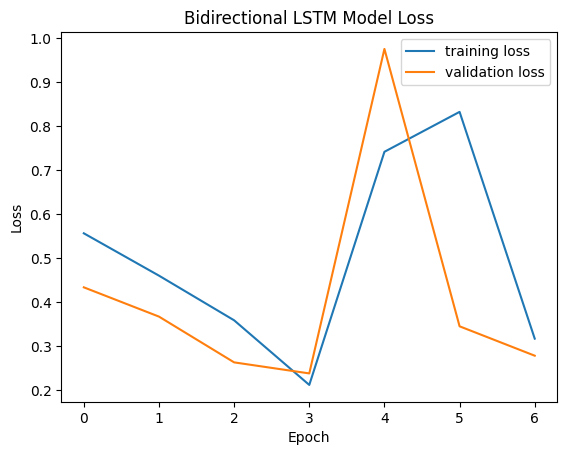 Bidirectional LSTM Model Loss
training loss
validation loss
1.0
0.9
0.8
0.7
0.6
0.5
0.4
0.3
0.2
Loss
0 1 2 3 4 5 6
Epoch